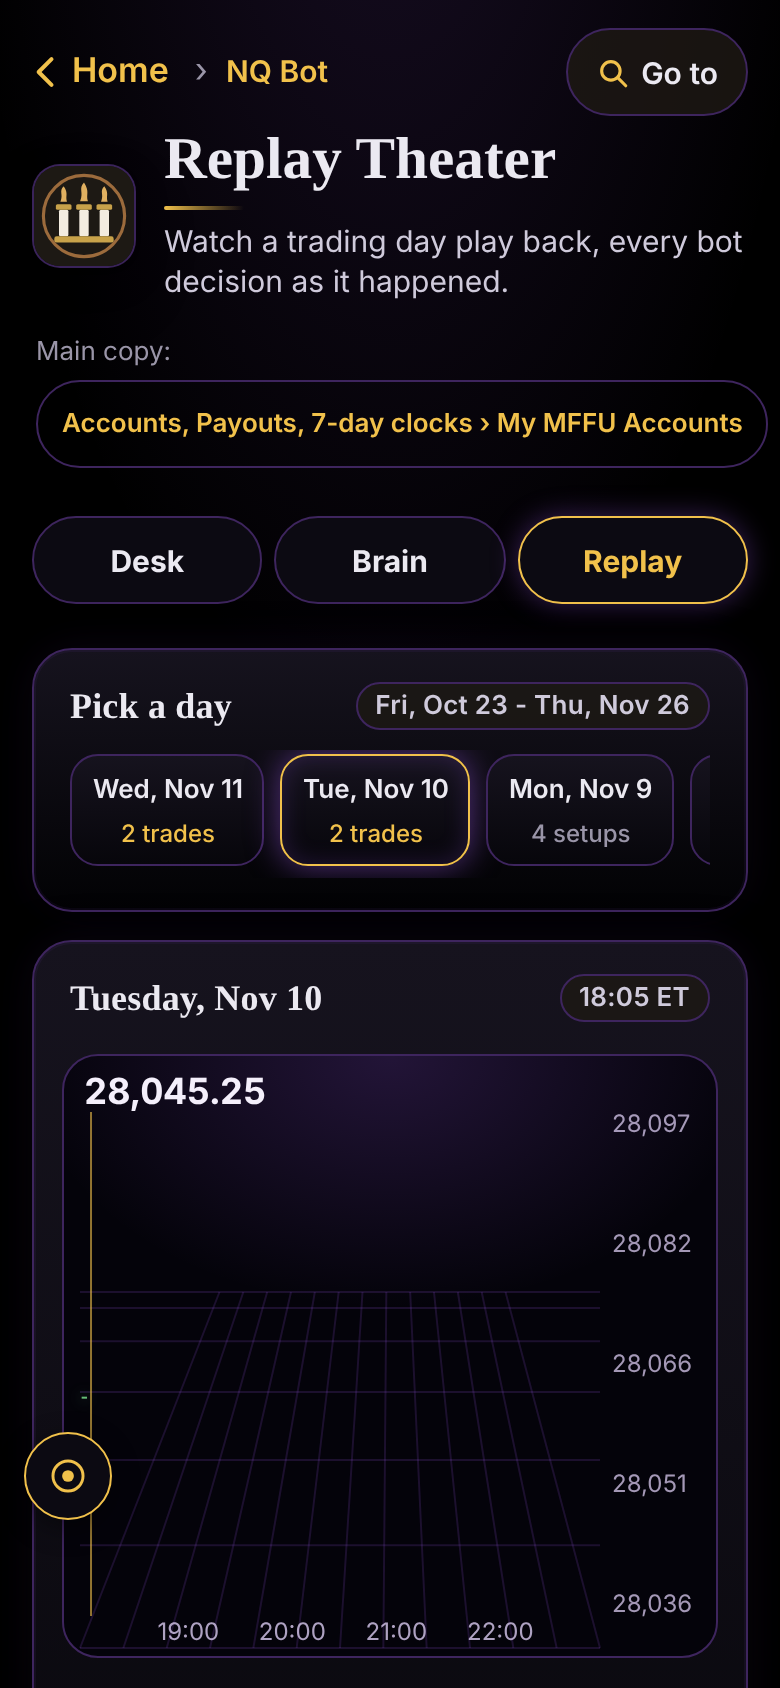 Home › NQ Bot
Go to
Replay Theater
Watch a trading day play back, every bot
decision as it happened.
Main copy:
Accounts, Payouts, 7-day clocks › My MFFU Accounts
Desk
Brain
Replay
Pick a day
Fri, Oct 23 - Thu, Nov 26
Wed, Nov 11
2 trades
Tue, Nov 10
2 trades
Mon, Nov 9
4 setups
Tuesday, Nov 10
18:05 ET
28,045.25
28,097
28,082
28,066
28,051
28,036
19:00
20:00
21:00
22:00